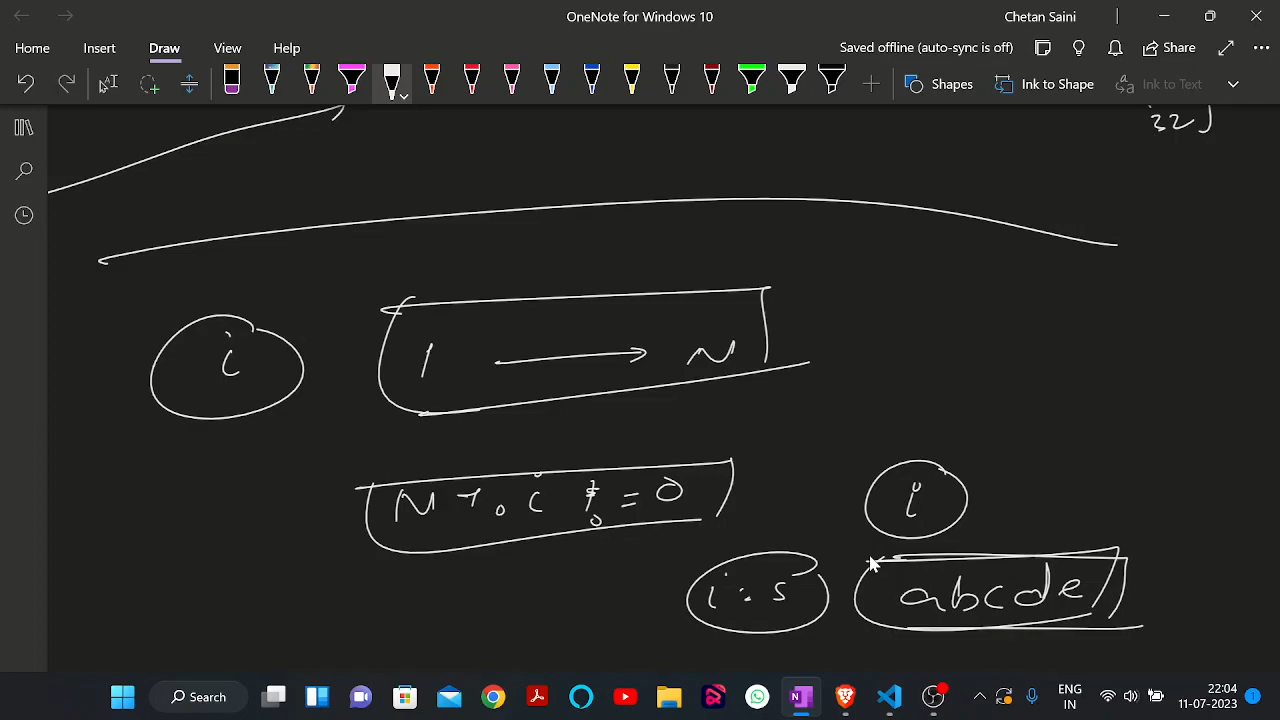 OneNote for Windows 10
Chetan Saini
Home Insert Draw View Help
Saved offline (auto-sync is off)
Share
Shapes
Ink to Shape
Ink to Text
i
1 → N
N % i != 0
i
i = 5
abcde
Search
ENG
IN
22:04
11-07-2023